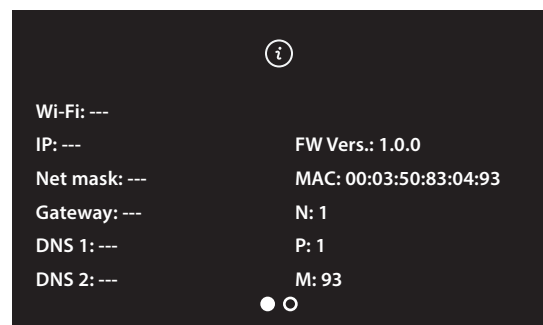 i
Wi-Fi: ---
IP: ---
FW Vers.: 1.0.0
Net mask: ---
MAC: 00:03:50:83:04:93
Gateway: ---
N: 1
DNS 1: ---
P: 1
DNS 2: ---
M: 93